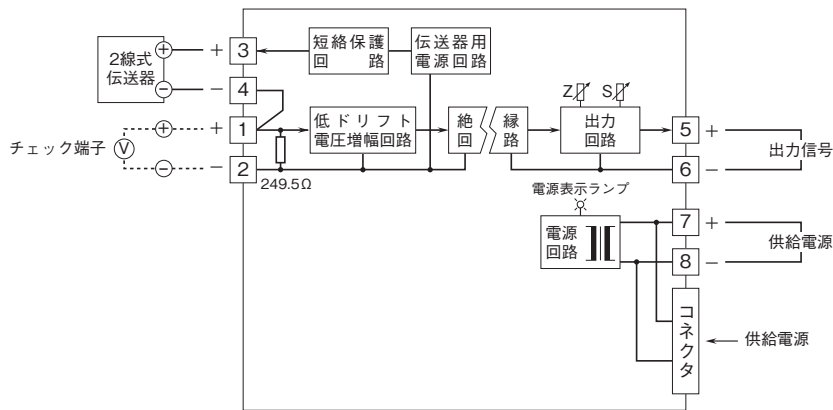 2線式
伝送器
+
−
+ 3
− 4
短絡保護
回 路
伝送器用
電源回路
チェック端子
+
V
−
+ 1
− 2
249.5Ω
低ドリフト
電圧増幅回路
絶 縁
回 路
Z S
出力
回路
5 +
6 −
出力信号
電源表示ランプ
電源
回路
7 +
8 −
供給電源
コネクタ
供給電源